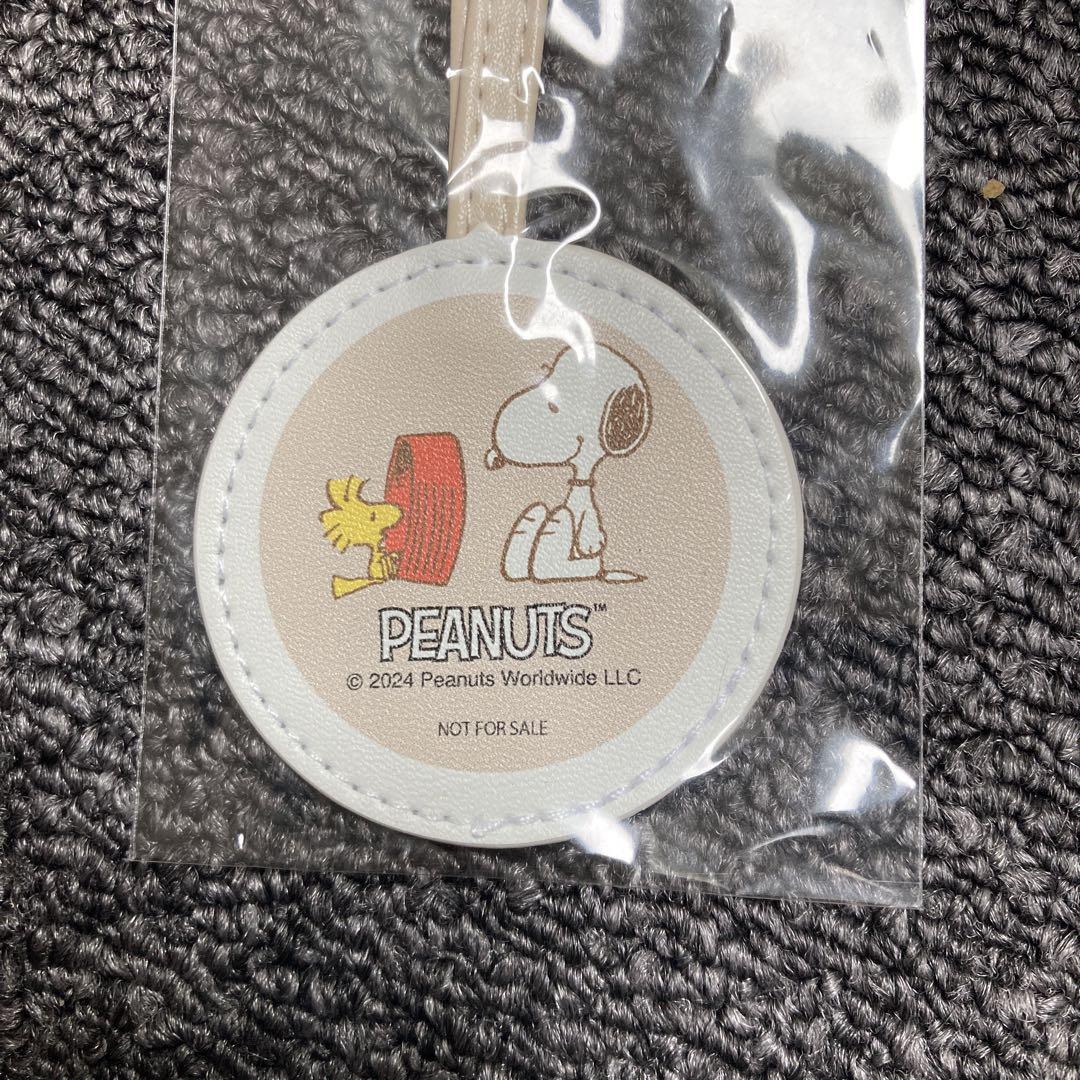 PEANUTS™
© 2024 Peanuts Worldwide LLC
NOT FOR SALE